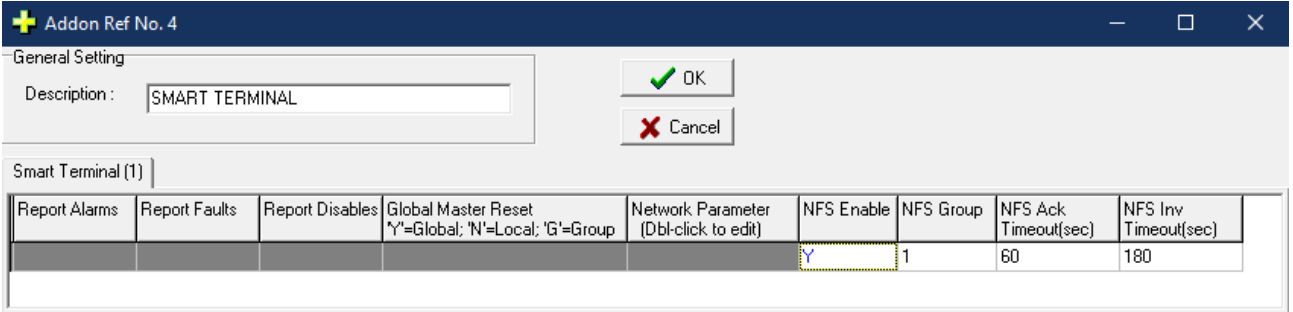 Addon Ref No. 4
General Setting
Description :
SMART TERMINAL
OK
Cancel
Smart Terminal (1)
Report Alarms
Report Faults
Report Disables
Global Master Reset
'Y'=Global; 'N'=Local; 'G'=Group
Network Parameter
(Dbl-click to edit)
NFS Enable
NFS Group
NFS Ack
Timeout(sec)
NFS Inv
Timeout(sec)
Y
1
60
180